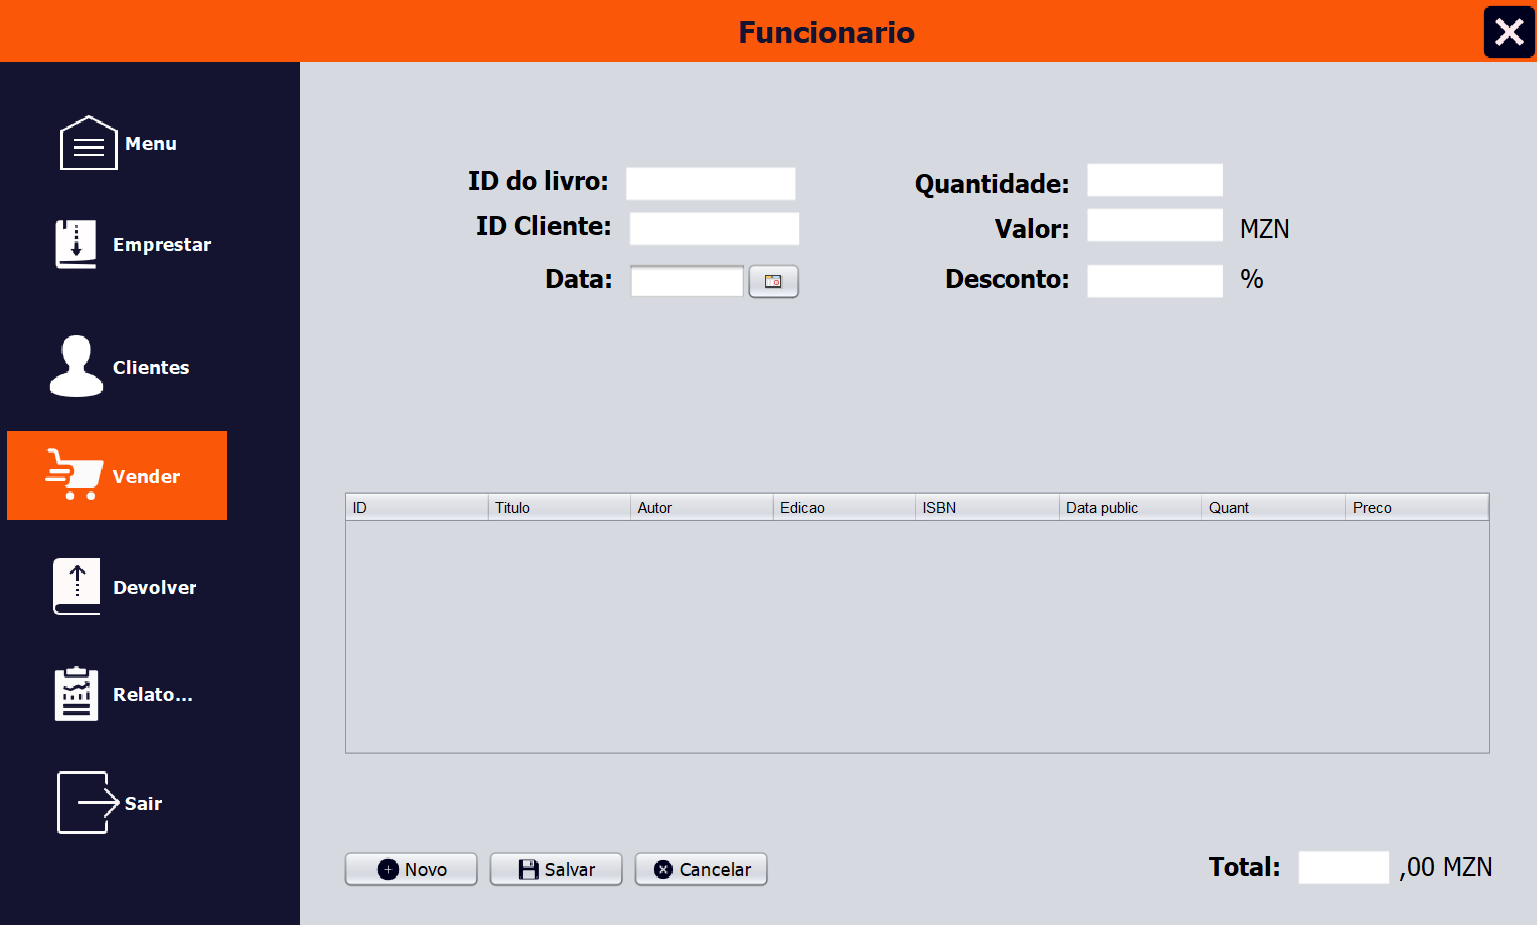 Funcionario
Menu
Emprestar
Clientes
Vender
Devolver
Relato...
Sair
ID do livro:
ID Cliente:
Data:
Quantidade:
Valor: MZN
Desconto: %
ID Titulo Autor Edicao ISBN Data public Quant Preco
Novo Salvar Cancelar
Total: ,00 MZN